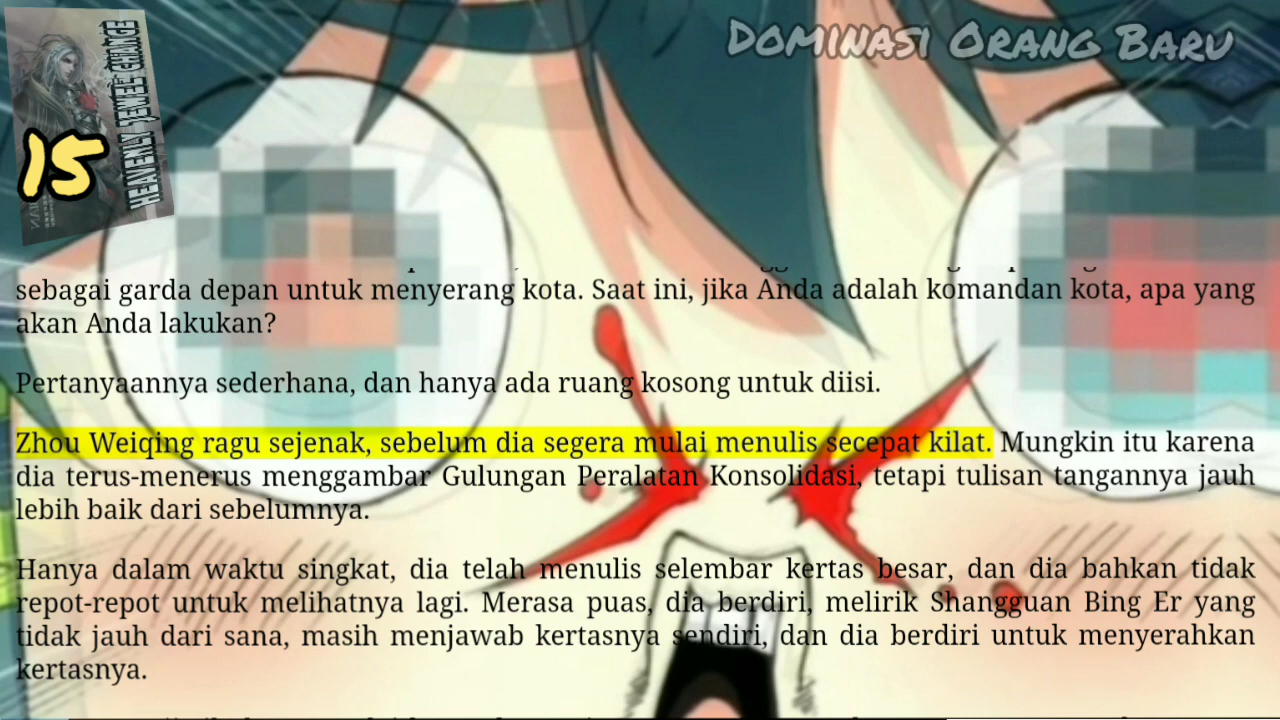 Dominasi Orang Baru
HEAVENLY JEWEL CHANGE
15
sebagai garda depan untuk menyerang kota. Saat ini, jika Anda adalah komandan kota, apa yang
akan Anda lakukan?
Pertanyaannya sederhana, dan hanya ada ruang kosong untuk diisi.
Zhou Weiqing ragu sejenak, sebelum dia segera mulai menulis secepat kilat. Mungkin itu karena
dia terus-menerus menggambar Gulungan Peralatan Konsolidasi, tetapi tulisan tangannya jauh
lebih baik dari sebelumnya.
Hanya dalam waktu singkat, dia telah menulis selembar kertas besar, dan dia bahkan tidak
repot-repot untuk melihatnya lagi. Merasa puas, dia berdiri, melirik Shangguan Bing Er yang
tidak jauh dari sana, masih menjawab kertasnya sendiri, dan dia berdiri untuk menyerahkan
kertasnya.